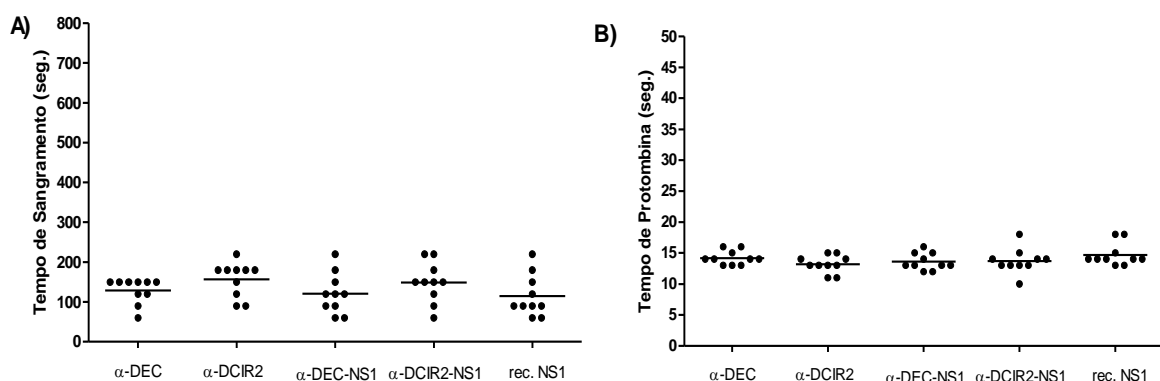 A)
Tempo de Sangramento (seg.)
800
700
600
500
400
300
200
100
0
α-DEC
α-DCIR2
α-DEC-NS1
α-DCIR2-NS1
rec. NS1
B)
Tempo de Protombina (seg.)
50
45
40
35
30
25
20
15
10
5
0
α-DEC
α-DCIR2
α-DEC-NS1
α-DCIR2-NS1
rec. NS1